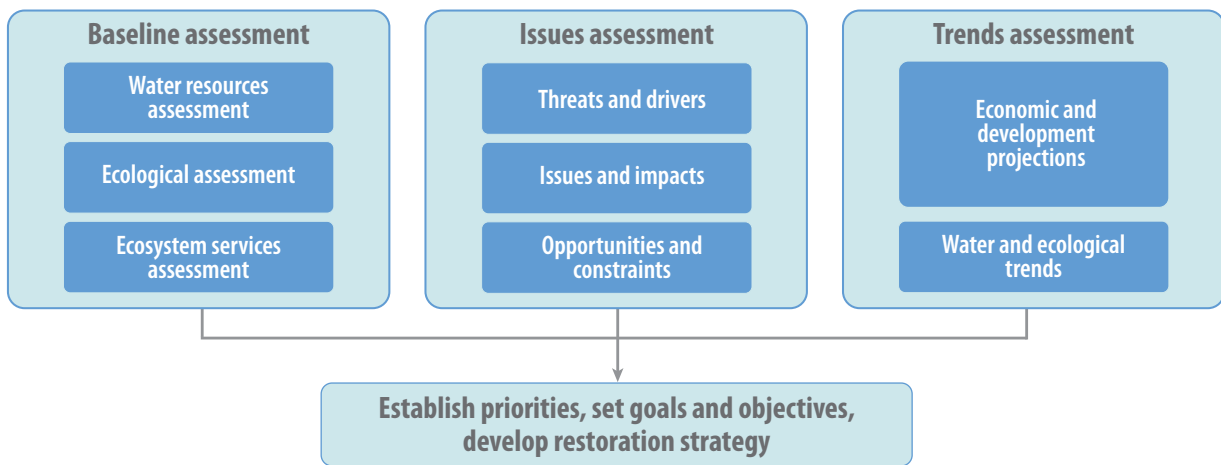 Baseline assessment
Water resources
assessment
Ecological assessment
Ecosystem services
assessment
Issues assessment
Threats and drivers
Issues and impacts
Opportunities and
constraints
Trends assessment
Economic and
development
projections
Water and ecological
trends
Establish priorities, set goals and objectives,
develop restoration strategy